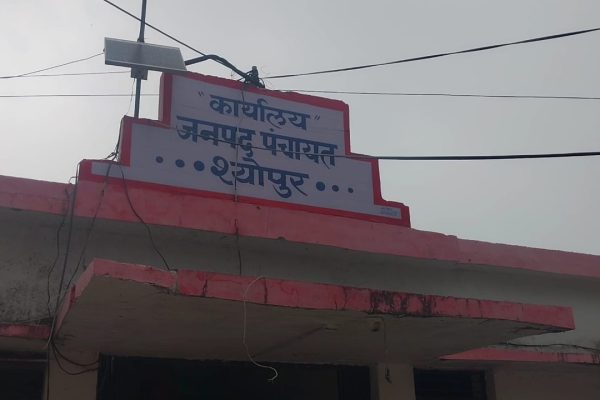 " कार्यालय "
जनपद पंचायत
••• श्योपुर •••